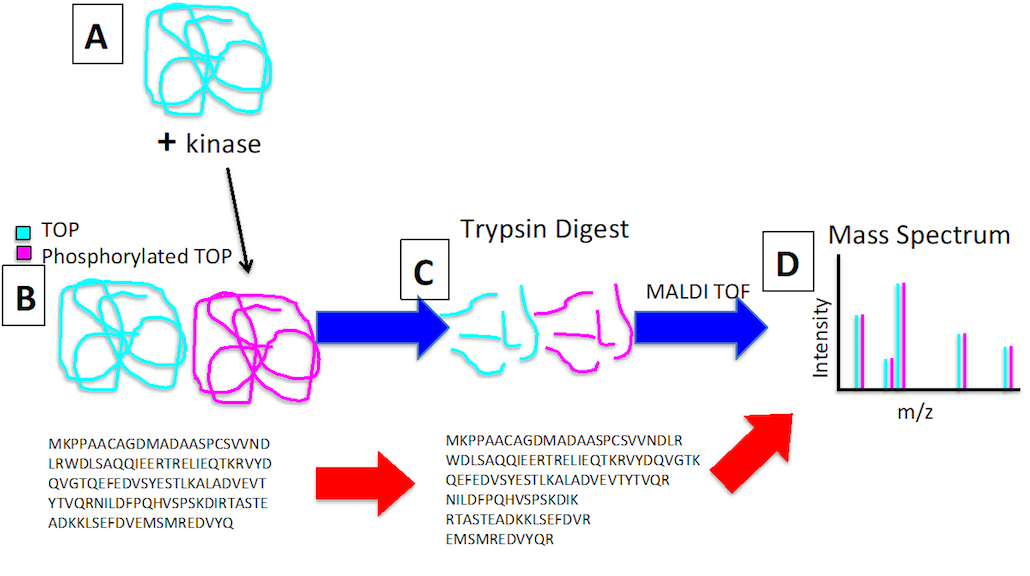 A
+ kinase
TOP
Phosphorylated TOP
B
Trypsin Digest
C
MALDI TOF
D
Mass Spectrum
Intensity
m/z
MKPPAACAGDMADAASPCSVVND
LRWDLSAQQIEERTRELIEQTKRVYD
QVGTQEFEDVSYESTLKALADVEVT
YTVQRNILDFPQHVSPSKDIRTASTE
ADKKLSEFDVEMSMREDVYQ
MKPPAACAGDMADAASPCSVVNDLR
WDLSAQQIEERTRELIEQTKRVYDQVGTK
QEFEDVSYESTLKALADVEVTYTVQR
NILDFPQHVSPSKDIK
RTASTEADKKLSEFDVR
EMSMREDVYQR